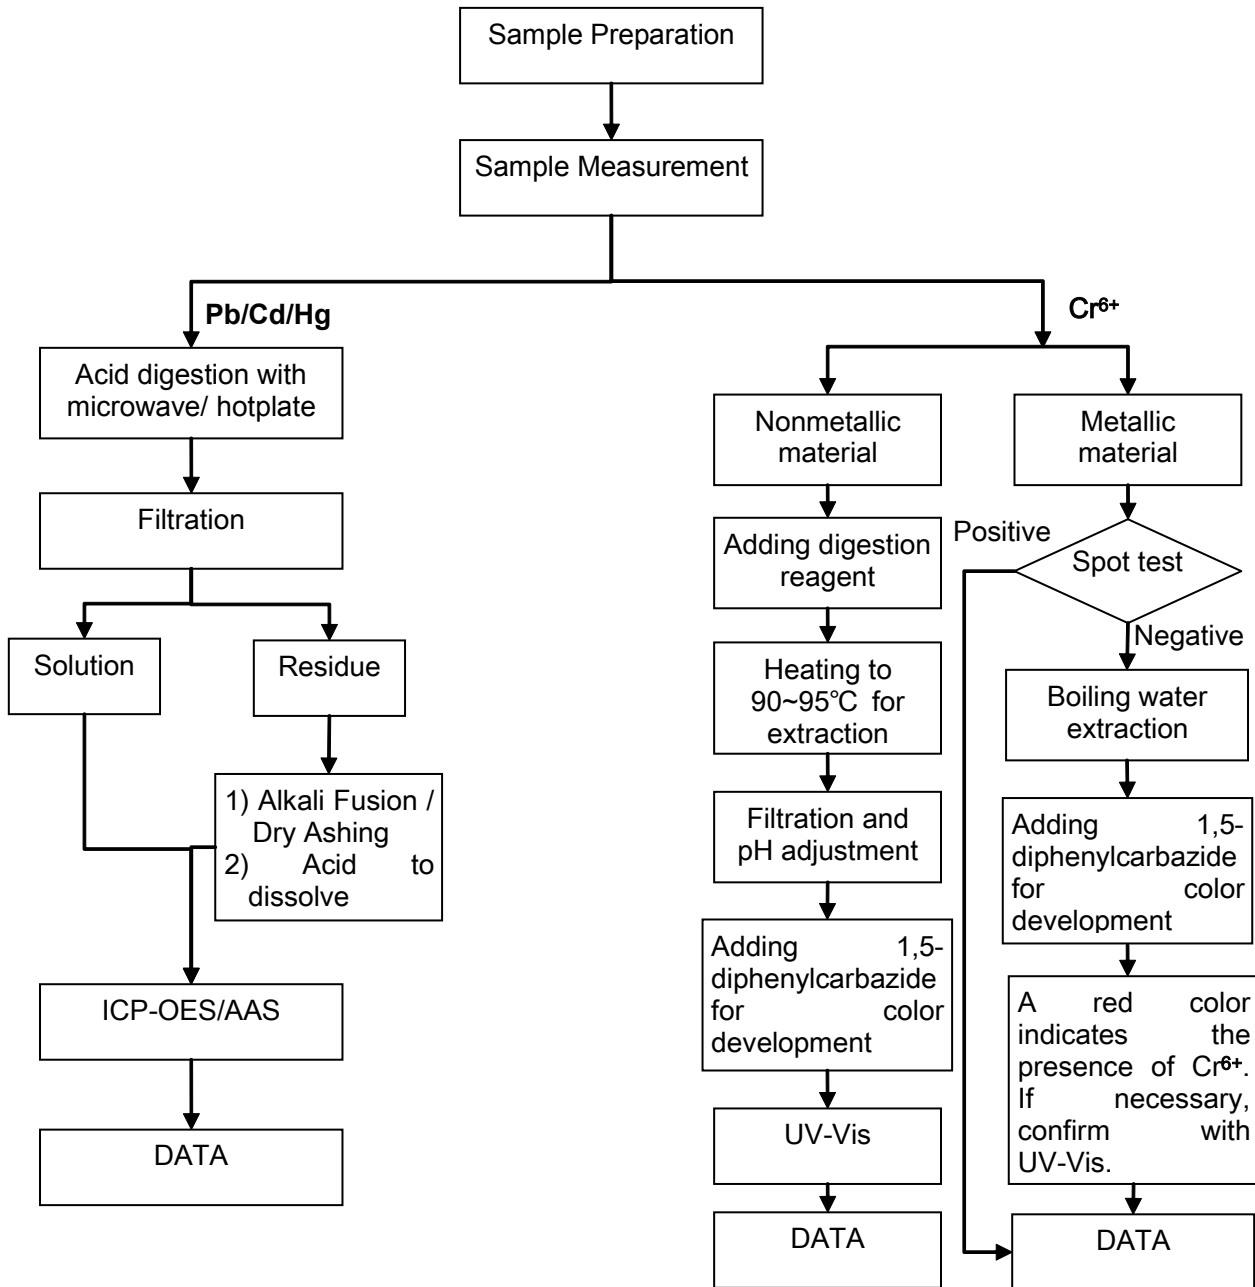 Sample Preparation
Sample Measurement
Pb/Cd/Hg
Acid digestion with
microwave/ hotplate
Filtration
Solution
Residue
1) Alkali Fusion /
Dry Ashing
2) Acid to
dissolve
ICP-OES/AAS
DATA
Cr⁶⁺
Nonmetallic
material
Adding digestion
reagent
Heating to
90~95℃ for
extraction
Filtration and
pH adjustment
Adding 1,5-
diphenylcarbazide
for color
development
UV-Vis
DATA
Metallic
material
Positive
Spot test
Negative
Boiling water
extraction
Adding 1,5-
diphenylcarbazide
for color
development
A red color
indicates the
presence of Cr⁶⁺.
If necessary,
confirm with
UV-Vis.
DATA